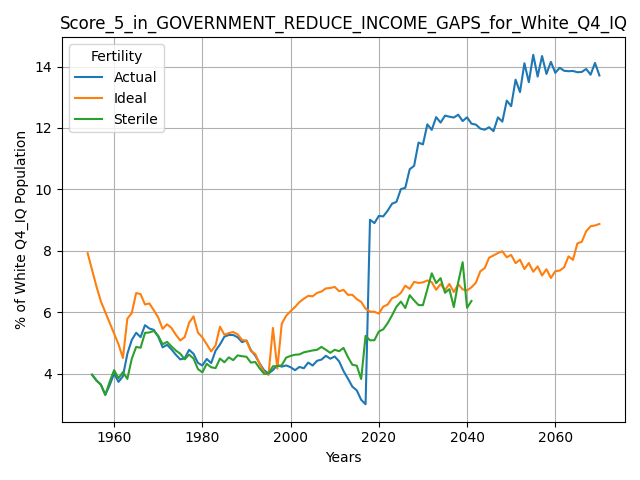 Score_5_in_GOVERNMENT_REDUCE_INCOME_GAPS_for_White_Q4_IQ
Fertility
Actual
Ideal
Sterile
14
12
10
8
6
4
% of White Q4_IQ Population
1960
1980
2000
2020
2040
2060
Years